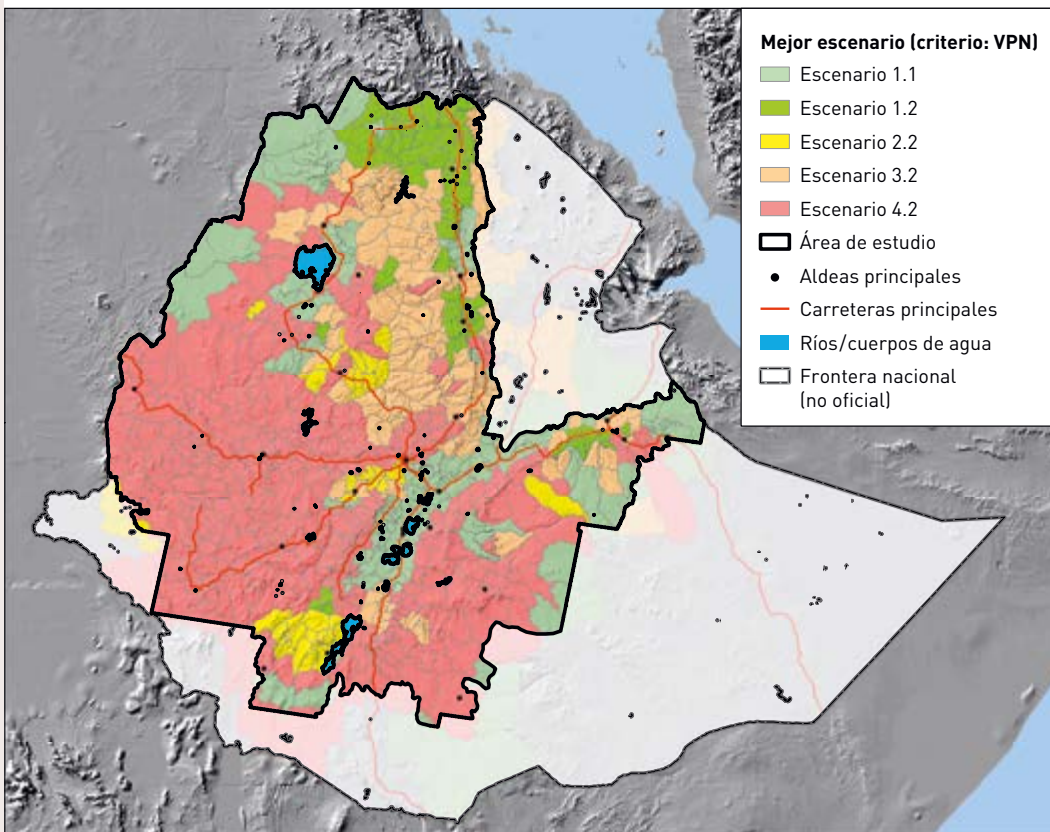 Mejor escenario (criterio: VPN)
Escenario 1.1
Escenario 1.2
Escenario 2.2
Escenario 3.2
Escenario 4.2
Área de estudio
Aldeas principales
Carreteras principales
Ríos/cuerpos de agua
Frontera nacional
(no oficial)